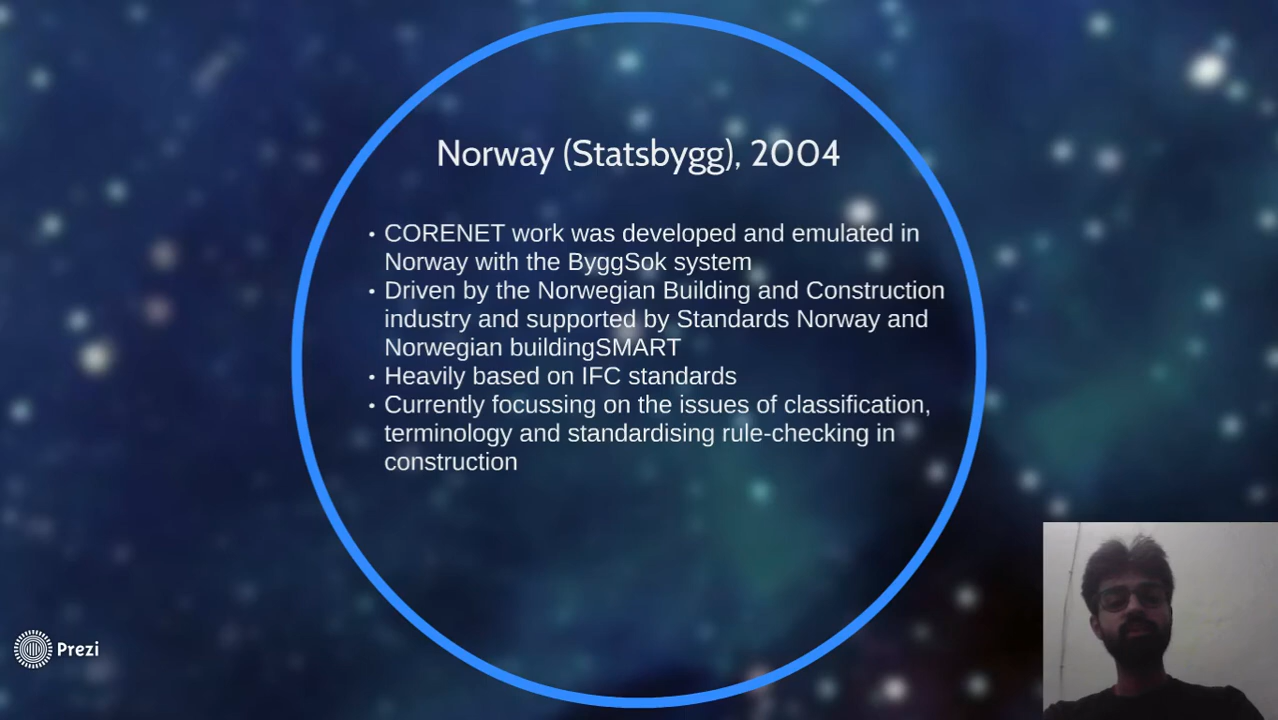 Norway (Statsbygg), 2004
• CORENET work was developed and emulated in
Norway with the ByggSok system
• Driven by the Norwegian Building and Construction
industry and supported by Standards Norway and
Norwegian buildingSMART
• Heavily based on IFC standards
• Currently focussing on the issues of classification,
terminology and standardising rule-checking in
construction
Prezi